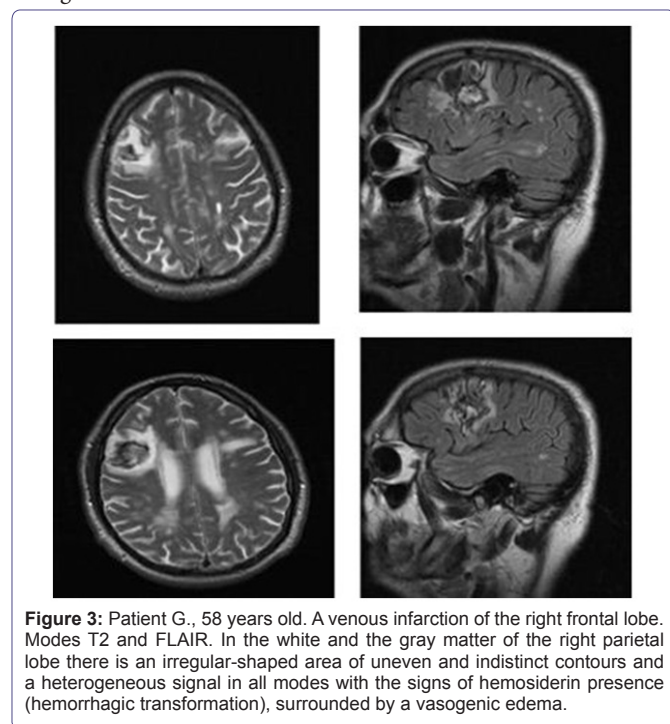 Figure 3: Patient G., 58 years old. A venous infarction of the right frontal lobe.
Modes T2 and FLAIR. In the white and the gray matter of the right parietal
lobe there is an irregular-shaped area of uneven and indistinct contours and
a heterogeneous signal in all modes with the signs of hemosiderin presence
(hemorrhagic transformation), surrounded by a vasogenic edema.